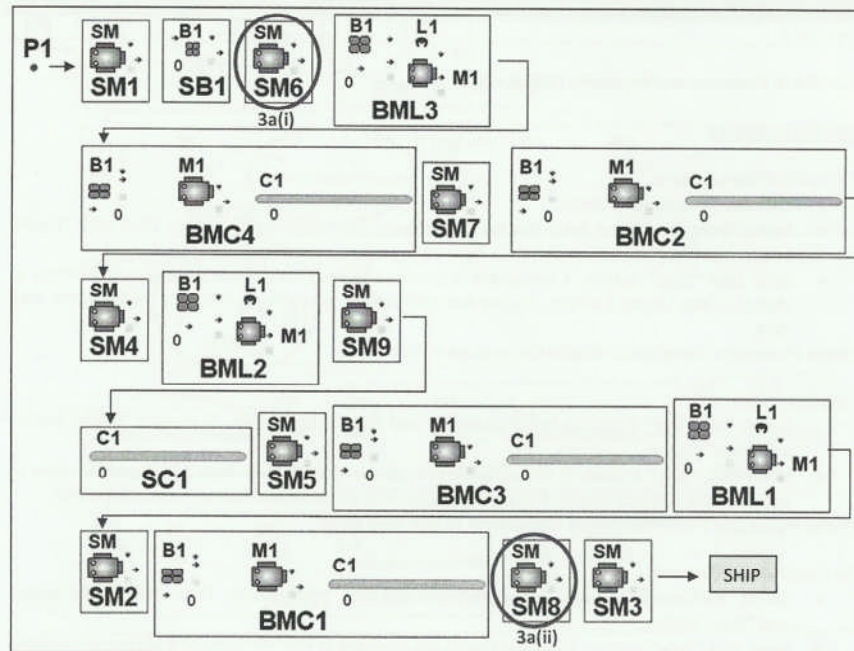 P1
SM
SM1
B1
0
SB1
SM
SM6
3a(i)
B1
L1
0
M1
BML3
B1
0
M1
C1
0
BMC4
SM
SM7
B1
0
M1
C1
0
BMC2
SM
SM4
B1
L1
0
M1
BML2
SM
SM9
C1
0
SC1
SM
SM5
B1
0
M1
C1
0
BMC3
B1
L1
0
M1
BML1
SM
SM2
B1
0
M1
C1
0
BMC1
SM
SM8
3a(ii)
SM
SM3
SHIP